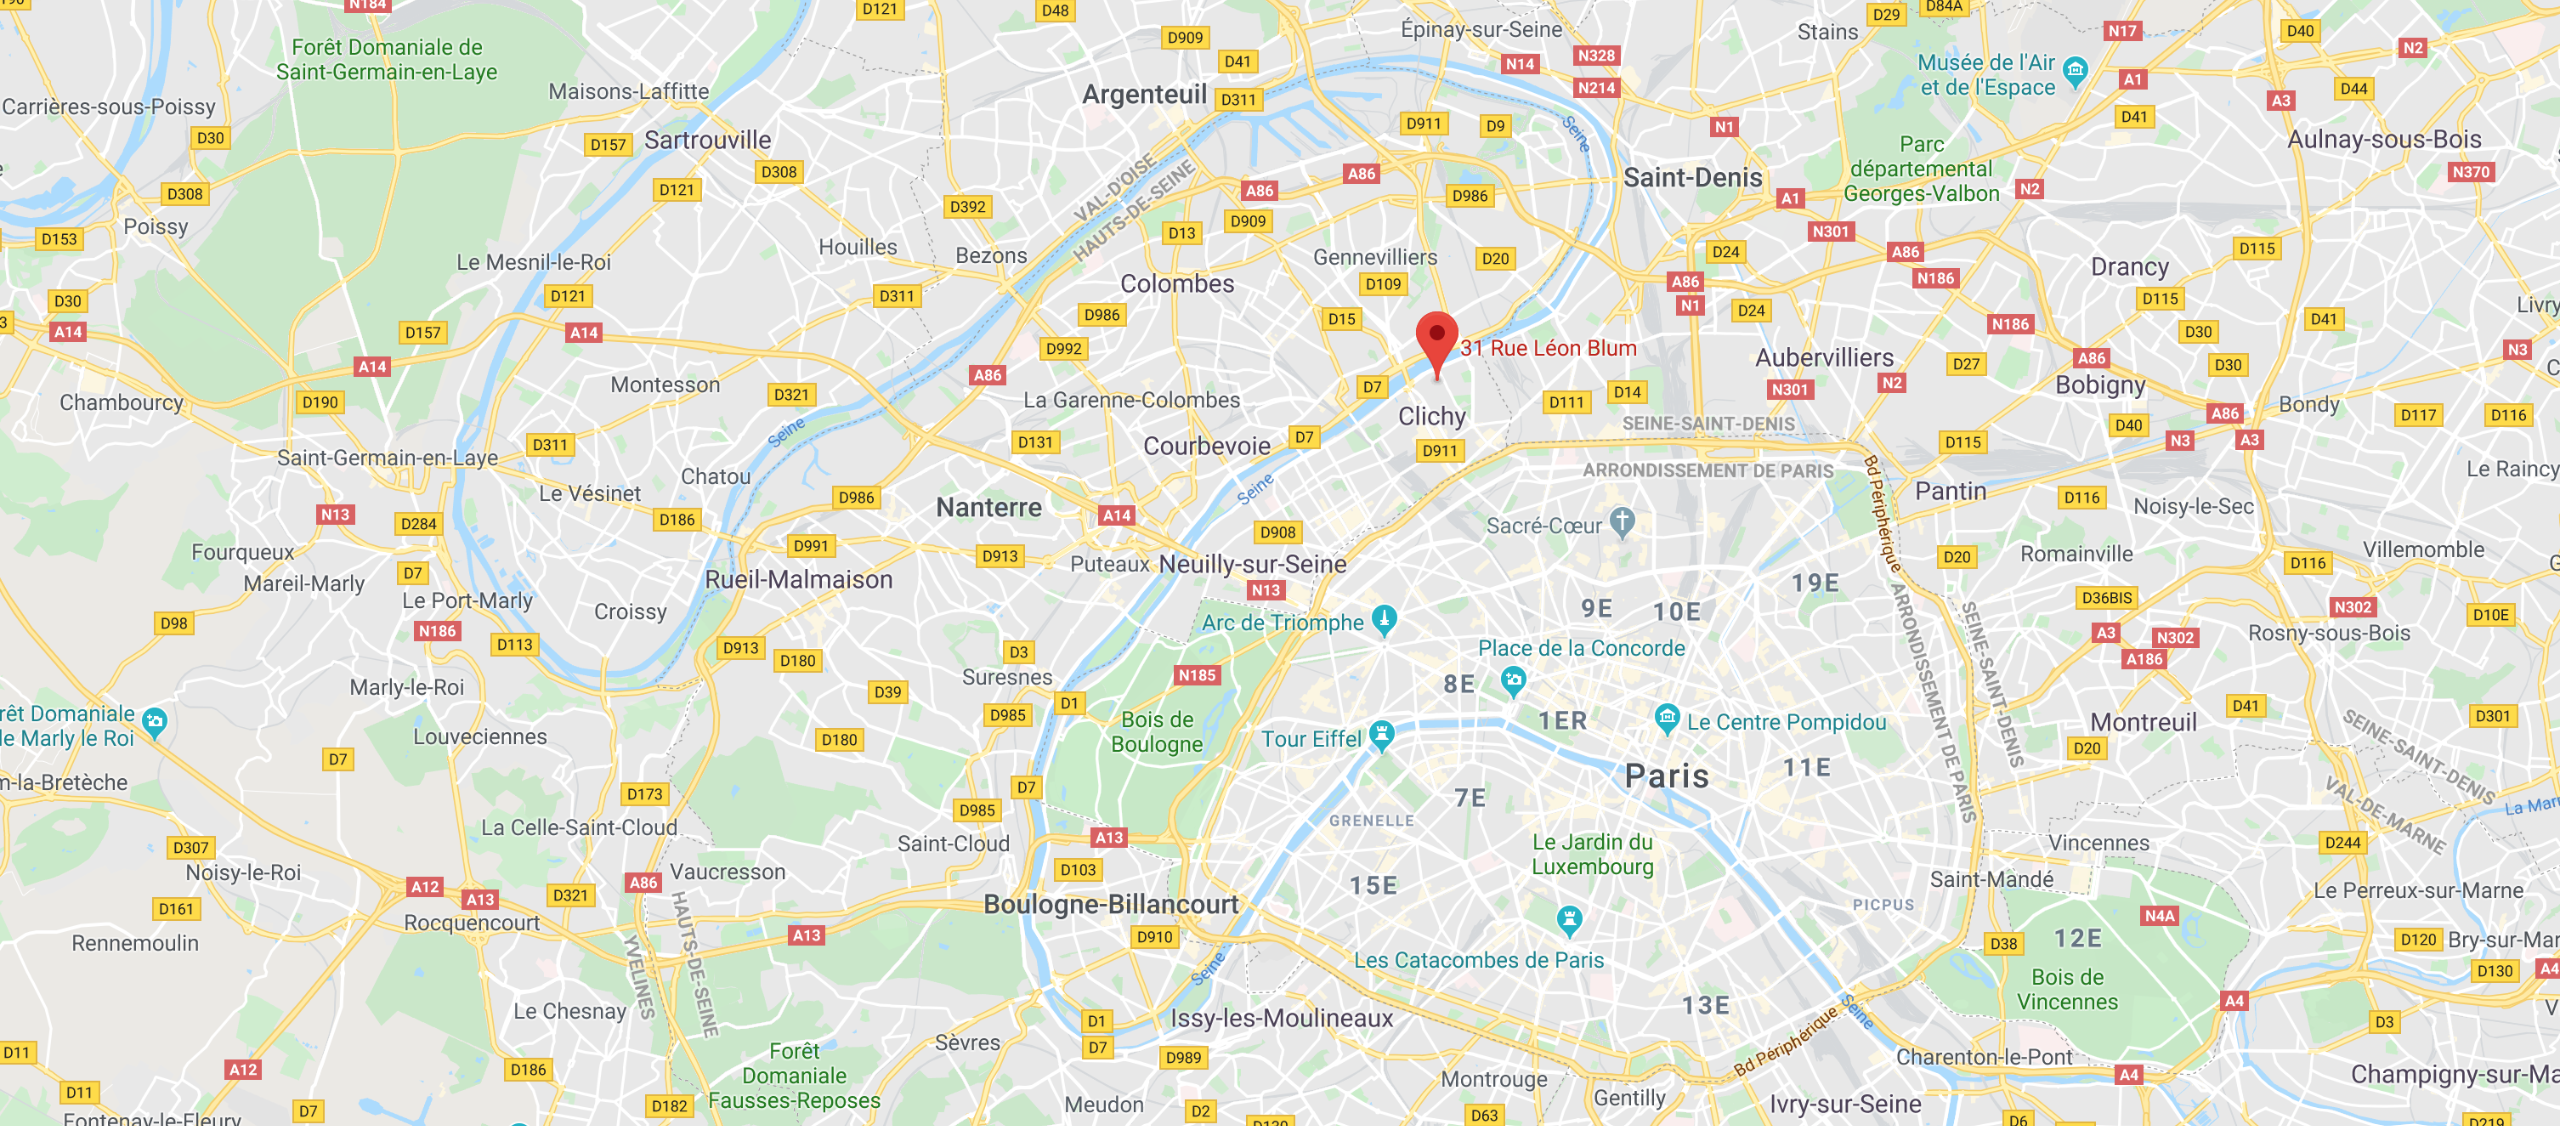 N184
D121
D48
D29
D84A
Forêt Domaniale de
Saint-Germain-en-Laye
D909
Épinay-sur-Seine
Stains
N17
D40
N2
D41
N14
N328
Musée de l'Air
et de l'Espace
A1
Maisons-Laffitte
Argenteuil
D311
N214
D44
A3
Carrières-sous-Poissy
D30
D157
Sartrouville
D911
D9
Seine
N1
D41
Aulnay-sous-Bois
D308
D121
VAL-D'OISE
HAUTS-DE-SEINE
A86
A86
D986
Saint-Denis
Parc
départemental
Georges-Valbon
N2
N370
D308
Poissy
D392
D909
A1
D153
D13
N301
Houilles
Bezons
Gennevilliers
D20
D24
A86
D115
Le Mesnil-le-Roi
Colombes
D109
A86
N186
Drancy
D30
D121
D311
D986
D15
N1
D24
D115
A14
D157
A14
D992
31 Rue Léon Blum
N186
D30
D41
A14
A86
D7
Aubervilliers
D27
A86
D30
N3
Montesson
D321
La Garenne-Colombes
D111
D14
N301
N2
Bobigny
Chambourcy
D190
Clichy
SEINE-SAINT-DENIS
A86
Bondy
D117
D116
Seine
D311
D131
Courbevoie
D7
D911
D115
D40
N3
A3
Saint-Germain-en-Laye
ARRONDISSEMENT DE PARIS
Bd Périphérique
Chatou
Seine
Pantin
Le Raincy
Le Vésinet
D986
Nanterre
D116
Noisy-le-Sec
N13
D284
D186
A14
D908
Sacré-Cœur
Fourqueux
D991
D913
Puteaux
Neuilly-sur-Seine
D20
Romainville
Villemomble
D116
D7
Mareil-Marly
Rueil-Malmaison
N13
19E
Le Port-Marly
Croissy
9E
10E
D36BIS
N302
D98
Arc de Triomphe
D10E
N186
D113
D913
D180
D3
Place de la Concorde
ARRONDISSEMENT DE PARIS
SEINE-SAINT-DENIS
A3
N302
Rosny-sous-Bois
A186
Marly-le-Roi
D39
Suresnes
N185
8E
D1
D985
D41
D301
rêt Domaniale
de Marly le Roi
Louveciennes
D180
Bois de
Boulogne
Tour Eiffel
1ER
Le Centre Pompidou
Montreuil
SEINE-SAINT-DENIS
VAL-DE-MARNE
D7
D20
m-la-Bretèche
D173
D7
Paris
11E
D985
7E
La Mar
La Celle-Saint-Cloud
GRENELLE
D307
Saint-Cloud
A13
Le Jardin du
Luxembourg
Vincennes
D244
Noisy-le-Roi
Vaucresson
D103
15E
Saint-Mandé
Le Perreux-sur-Marne
A12
A13
D321
A86
D161
Rocquencourt
Boulogne-Billancourt
PICPUS
N4A
Rennemoulin
A13
D910
12E
D38
D120
Bry-sur-Mar
YVELINES
HAUTS-DE-SEINE
Seine
Les Catacombes de Paris
Bois de
Vincennes
D130
A4
Le Chesnay
13E
Seine
A4
D1
Issy-les-Moulineaux
D3
D11
Sèvres
D7
D989
Bd Périphérique
Charenton-le-Pont
A12
D186
Forêt
Domaniale
Fausses-Reposes
Montrouge
A4
Champigny-sur-Ma
D11
D7
D182
Meudon
D2
D63
Gentilly
Ivry-sur-Seine
Fontenay-le-Fleury
D6
D219